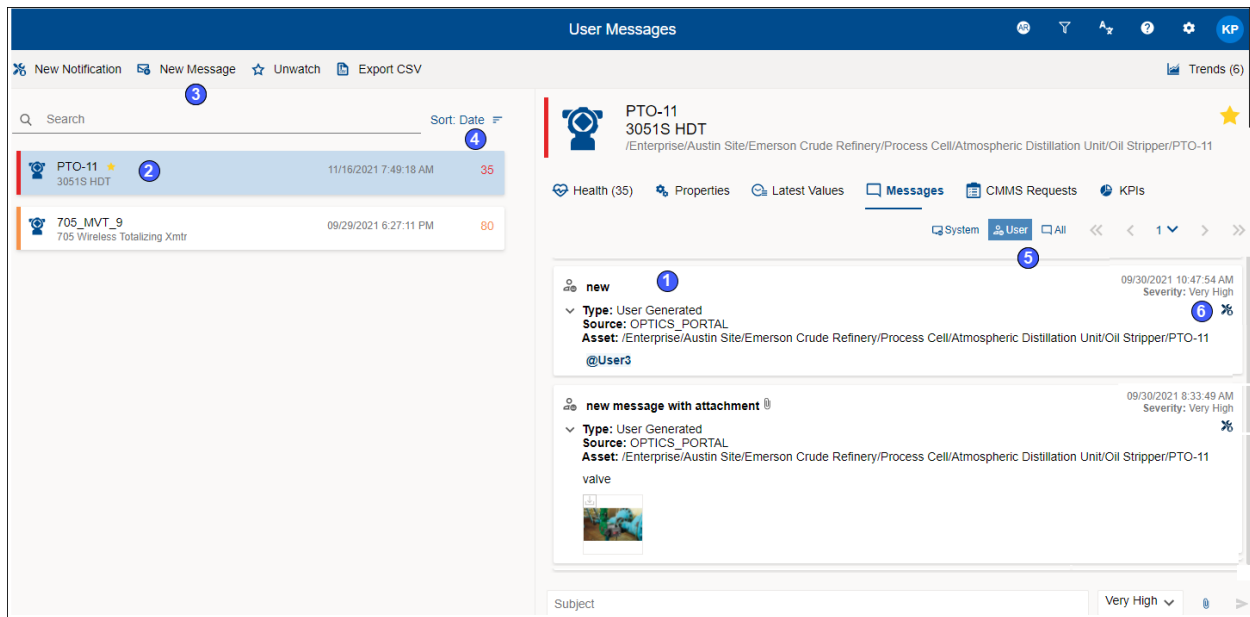 User Messages
AR
KP
New Notification New Message Unwatch Export CSV Trends (6)
3
Search
Sort: Date
4
PTO-11
3051S HDT
2
11/16/2021 7:49:18 AM
35
705_MVT_9
705 Wireless Totalizing Xmtr
09/29/2021 6:27:11 PM
80
PTO-11
3051S HDT
/Enterprise/Austin Site/Emerson Crude Refinery/Process Cell/Atmospheric Distillation Unit/Oil Stripper/PTO-11
Health (35) Properties Latest Values Messages CMMS Requests KPIs
System User All 1
5
new
1
09/30/2021 10:47:54 AM
Severity: Very High
6
Type: User Generated
Source: OPTICS_PORTAL
Asset: /Enterprise/Austin Site/Emerson Crude Refinery/Process Cell/Atmospheric Distillation Unit/Oil Stripper/PTO-11
@User3
new message with attachment
09/30/2021 8:33:49 AM
Severity: Very High
Type: User Generated
Source: OPTICS_PORTAL
Asset: /Enterprise/Austin Site/Emerson Crude Refinery/Process Cell/Atmospheric Distillation Unit/Oil Stripper/PTO-11
valve
Subject
Very High